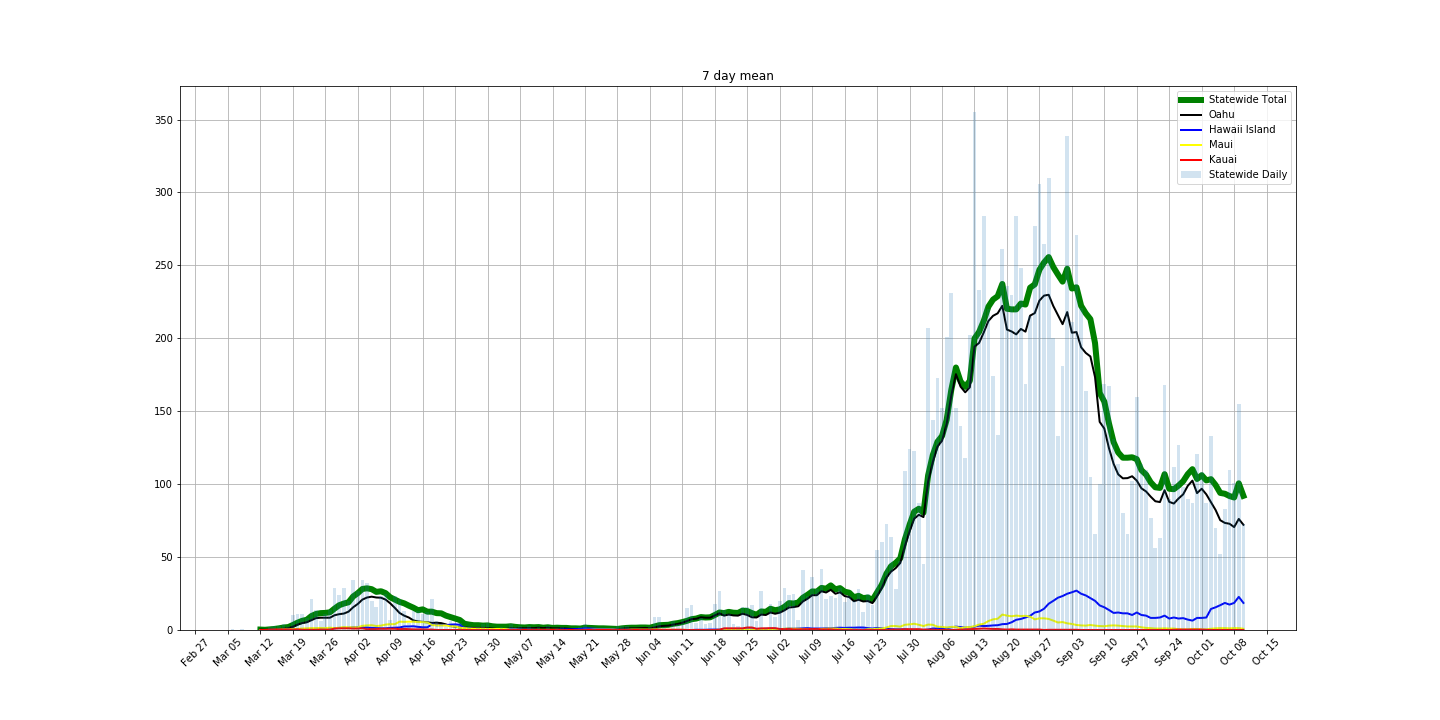 7 day mean
350
300
250
200
150
100
50
0
Statewide Total
Oahu
Hawaii Island
Maui
Kauai
Statewide Daily
Feb 27 Mar 05 Mar 12 Mar 19 Mar 26 Apr 02 Apr 09 Apr 16 Apr 23 Apr 30 May 07 May 14 May 21 May 28 Jun 04 Jun 11 Jun 18 Jun 25 Jul 02 Jul 09 Jul 16 Jul 23 Jul 30 Aug 06 Aug 13 Aug 20 Aug 27 Sep 03 Sep 10 Sep 17 Sep 24 Oct 01 Oct 08 Oct 15